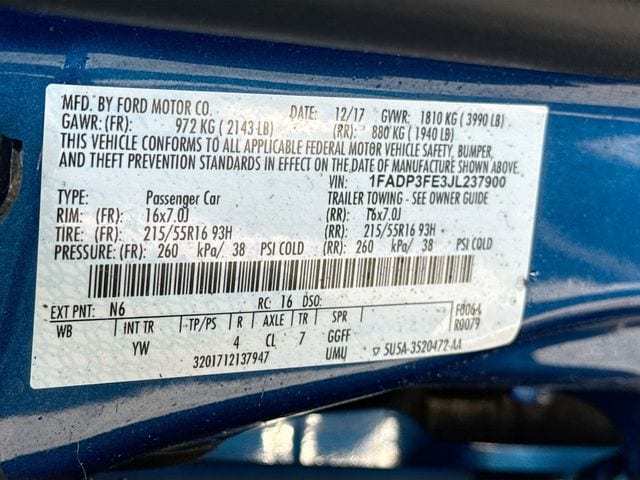 MFD. BY FORD MOTOR CO. DATE: 12/17 GVWR: 1810 KG ( 3990 LB)
GAWR: (FR): 972 KG ( 2143 LB) (RR): 880 KG ( 1940 LB)
THIS VEHICLE CONFORMS TO ALL APPLICABLE FEDERAL MOTOR VEHICLE SAFETY, BUMPER,
AND THEFT PREVENTION STANDARDS IN EFFECT ON THE DATE OF MANUFACTURE SHOWN ABOVE.
VIN: 1FADP3FE3JL237900
TYPE: Passenger Car TRAILER TOWING - SEE OWNER GUIDE
RIM: (FR): 16x7.0J (RR): 16x7.0J
TIRE: (FR): 215/55R16 93H (RR): 215/55R16 93H
PRESSURE: (FR): 260 kPa/ 38 PSI COLD (RR): 260 kPa/ 38 PSI COLD
EXT PNT: N6 RC: 16 DSO: F0064
WB INT TR TP/PS R AXLE TR SPR R0079
YW 4 CL 7 GGFF
3201712137947 UMU ▽ 5U5A-3520472-AA